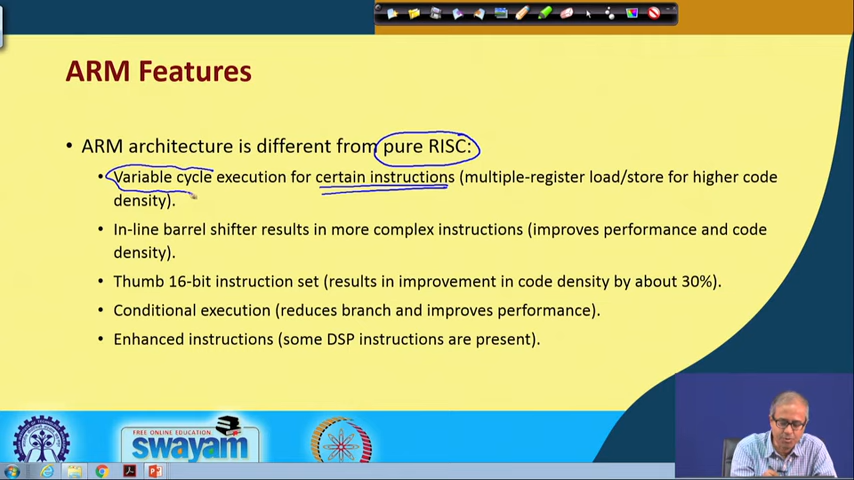 ARM Features
• ARM architecture is different from pure RISC:
• Variable cycle execution for certain instructions (multiple-register load/store for higher code
density).
• In-line barrel shifter results in more complex instructions (improves performance and code
density).
• Thumb 16-bit instruction set (results in improvement in code density by about 30%).
• Conditional execution (reduces branch and improves performance).
• Enhanced instructions (some DSP instructions are present).
FREE ONLINE EDUCATION
swayam